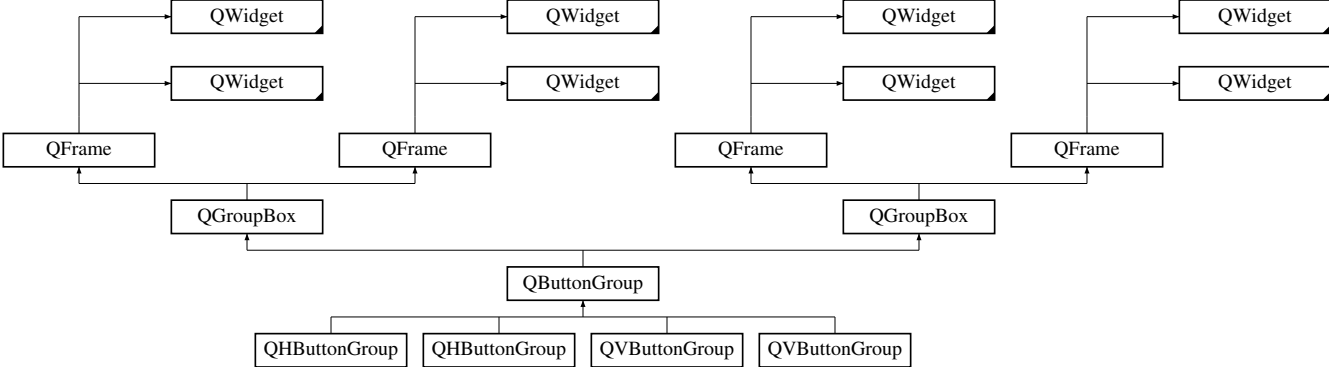 QWidget QWidget QWidget QWidget
QWidget QWidget QWidget QWidget
QFrame QFrame QFrame QFrame
QGroupBox QGroupBox
QButtonGroup
QHButtonGroup QHButtonGroup QVButtonGroup QVButtonGroup